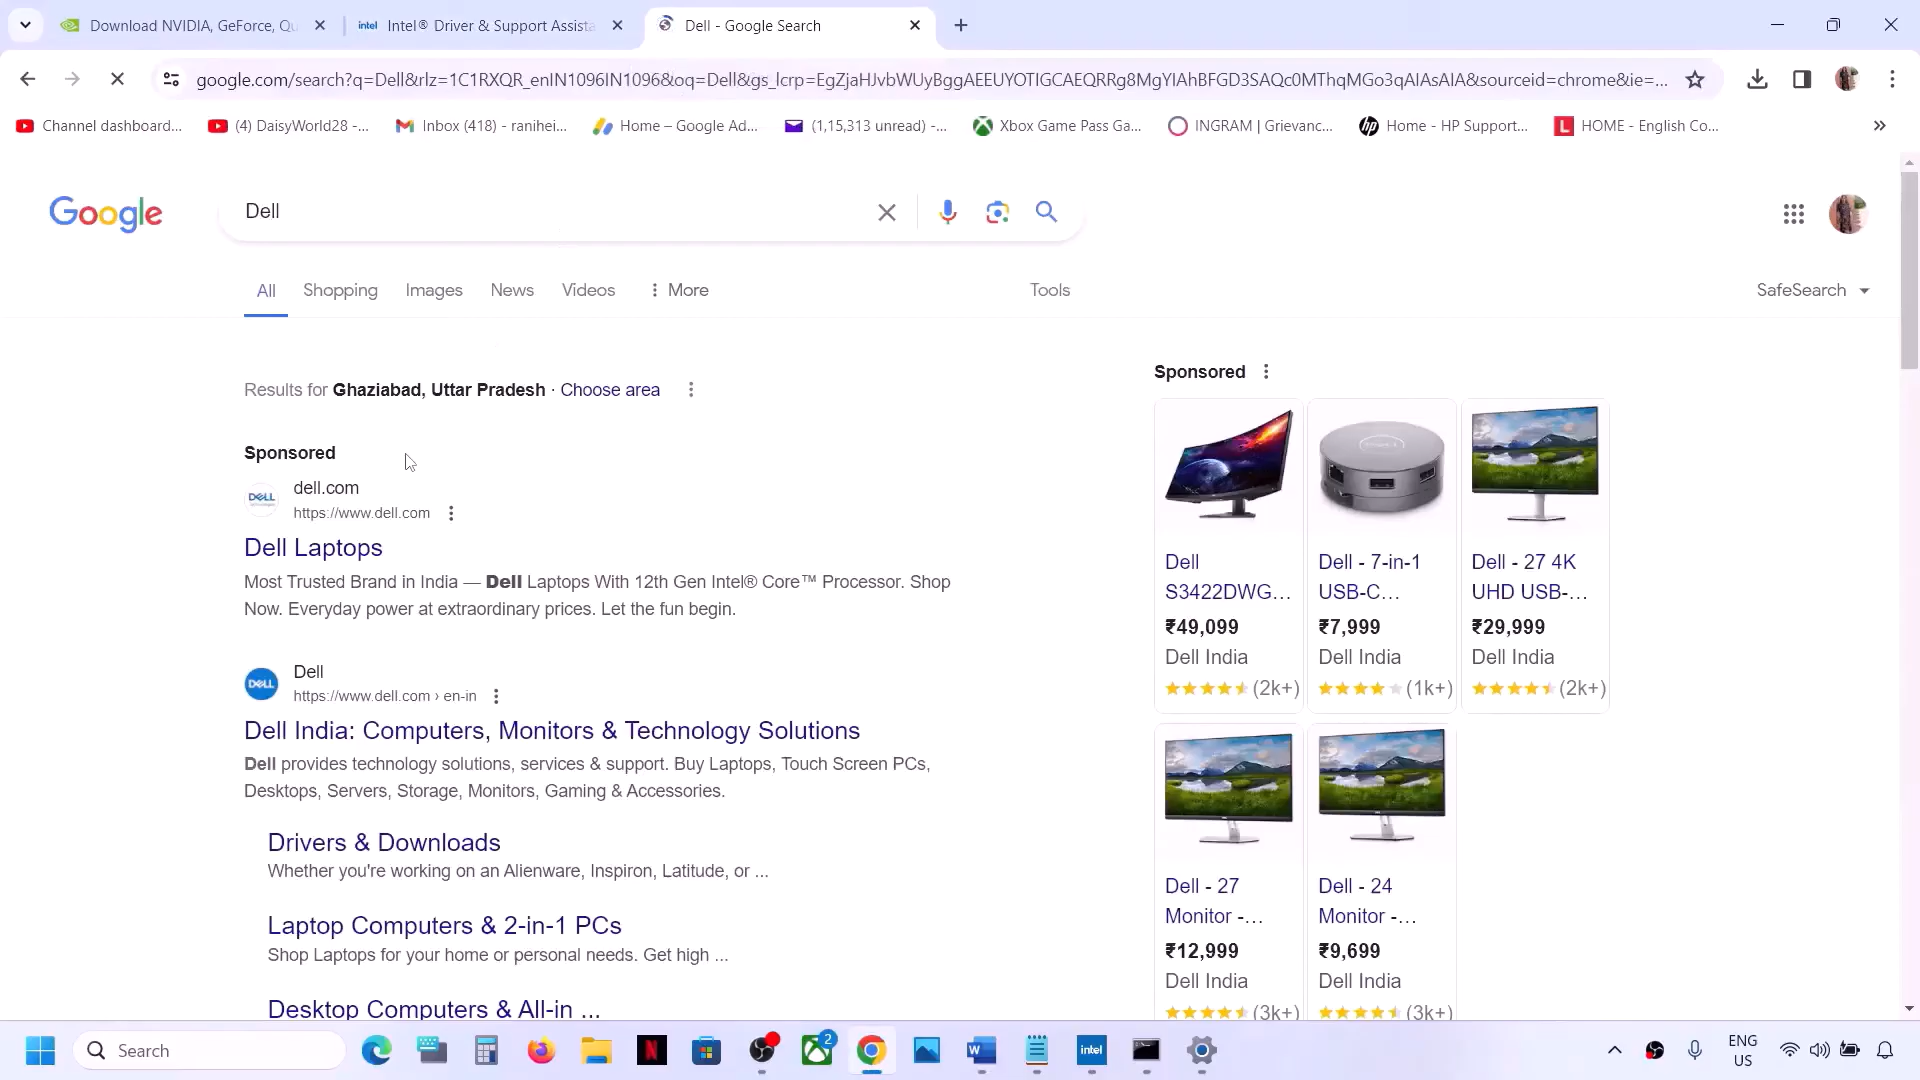 Download NVIDIA, GeForce, Qu
intel
Intel® Driver & Support Assista
Dell - Google Search
google.com/search?q=Dell&rlz=1C1RXQR_enIN1096IN1096&oq=Dell&gs_lcrp=EgZjaHJvbWUyBggAEEUYOTIGCAEQRRg8MgYIAhBFGD3SAQc0MThqMGo3qAIAsAIA&sourceid=chrome&ie=...
Channel dashboard...
(4) DaisyWorld28 -...
Inbox (418) - ranihei...
Home – Google Ad...
(1,15,313 unread) -...
Xbox Game Pass Ga...
INGRAM | Grievanc...
Home - HP Support...
HOME - English Co...
Google
Dell
All
Shopping
Images
News
Videos
More
Tools
SafeSearch
Results for Ghaziabad, Uttar Pradesh · Choose area
Sponsored
dell.com
https://www.dell.com
Dell Laptops
Most Trusted Brand in India — Dell Laptops With 12th Gen Intel® Core™ Processor. Shop
Now. Everyday power at extraordinary prices. Let the fun begin.
Dell
https://www.dell.com › en-in
Dell India: Computers, Monitors & Technology Solutions
Dell provides technology solutions, services & support. Buy Laptops, Touch Screen PCs,
Desktops, Servers, Storage, Monitors, Gaming & Accessories.
Drivers & Downloads
Whether you're working on an Alienware, Inspiron, Latitude, or ...
Laptop Computers & 2-in-1 PCs
Shop Laptops for your home or personal needs. Get high ...
Desktop Computers & All-in ...
Sponsored
Dell
S3422DWG...
₹49,099
Dell India
(2k+)
Dell - 7-in-1
USB-C...
₹7,999
Dell India
(1k+)
Dell - 27 4K
UHD USB-...
₹29,999
Dell India
(2k+)
Dell - 27
Monitor -...
₹12,999
Dell India
(3k+)
Dell - 24
Monitor -...
₹9,699
Dell India
(3k+)
Search
2
intel
ENG
US